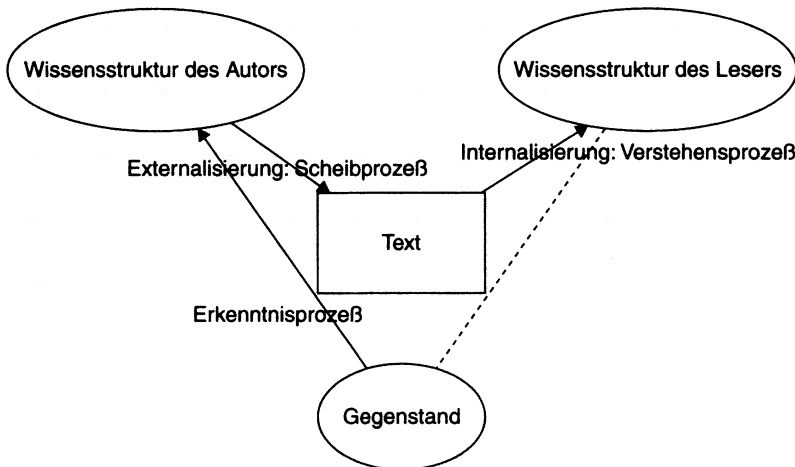 Wissensstruktur des Autors
Wissensstruktur des Lesers
Externalisierung: Scheibprozeß
Internalisierung: Verstehensprozeß
Text
Erkenntnisprozeß
Gegenstand